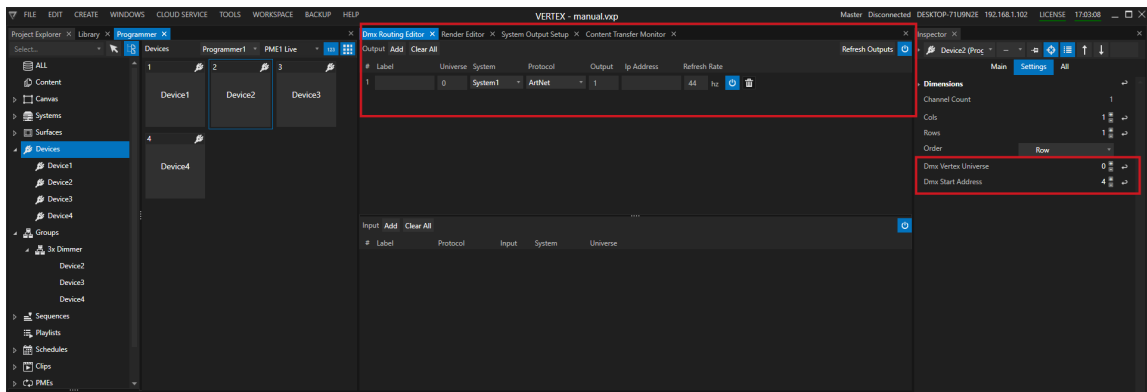 FILE EDIT CREATE WINDOWS CLOUD SERVICE TOOLS WORKSPACE BACKUP HELP VERTEX - manual.vxp Master Disconnected DESKTOP-71U9N2E 192.168.1.102 LICENSE 17:03:08
Project Explorer × Library × Programmer ×
Select...
ALL
Content
Canvas
Systems
Surfaces
Devices
Device1
Device2
Device3
Device4
Groups
3x Dimmer
Device2
Device3
Device4
Sequences
Playlists
Schedules
Clips
PMEs
Devices Programmer1 PME1 Live 123
1 2 3
Device1 Device2 Device3
4
Device4
Dmx Routing Editor × Render Editor × System Output Setup × Content Transfer Monitor ×
Output Add Clear All Refresh Outputs
# Label Universe System Protocol Output Ip Address Refresh Rate
1 0 System1 ArtNet 1 44 hz
Input Add Clear All
# Label Protocol Input System Universe
Inspector ×
Device2 (Prog
Main Settings All
Dimensions
Channel Count 1
Cols 1
Rows 1
Order Row
Dmx Vertex Universe 0
Dmx Start Address 4